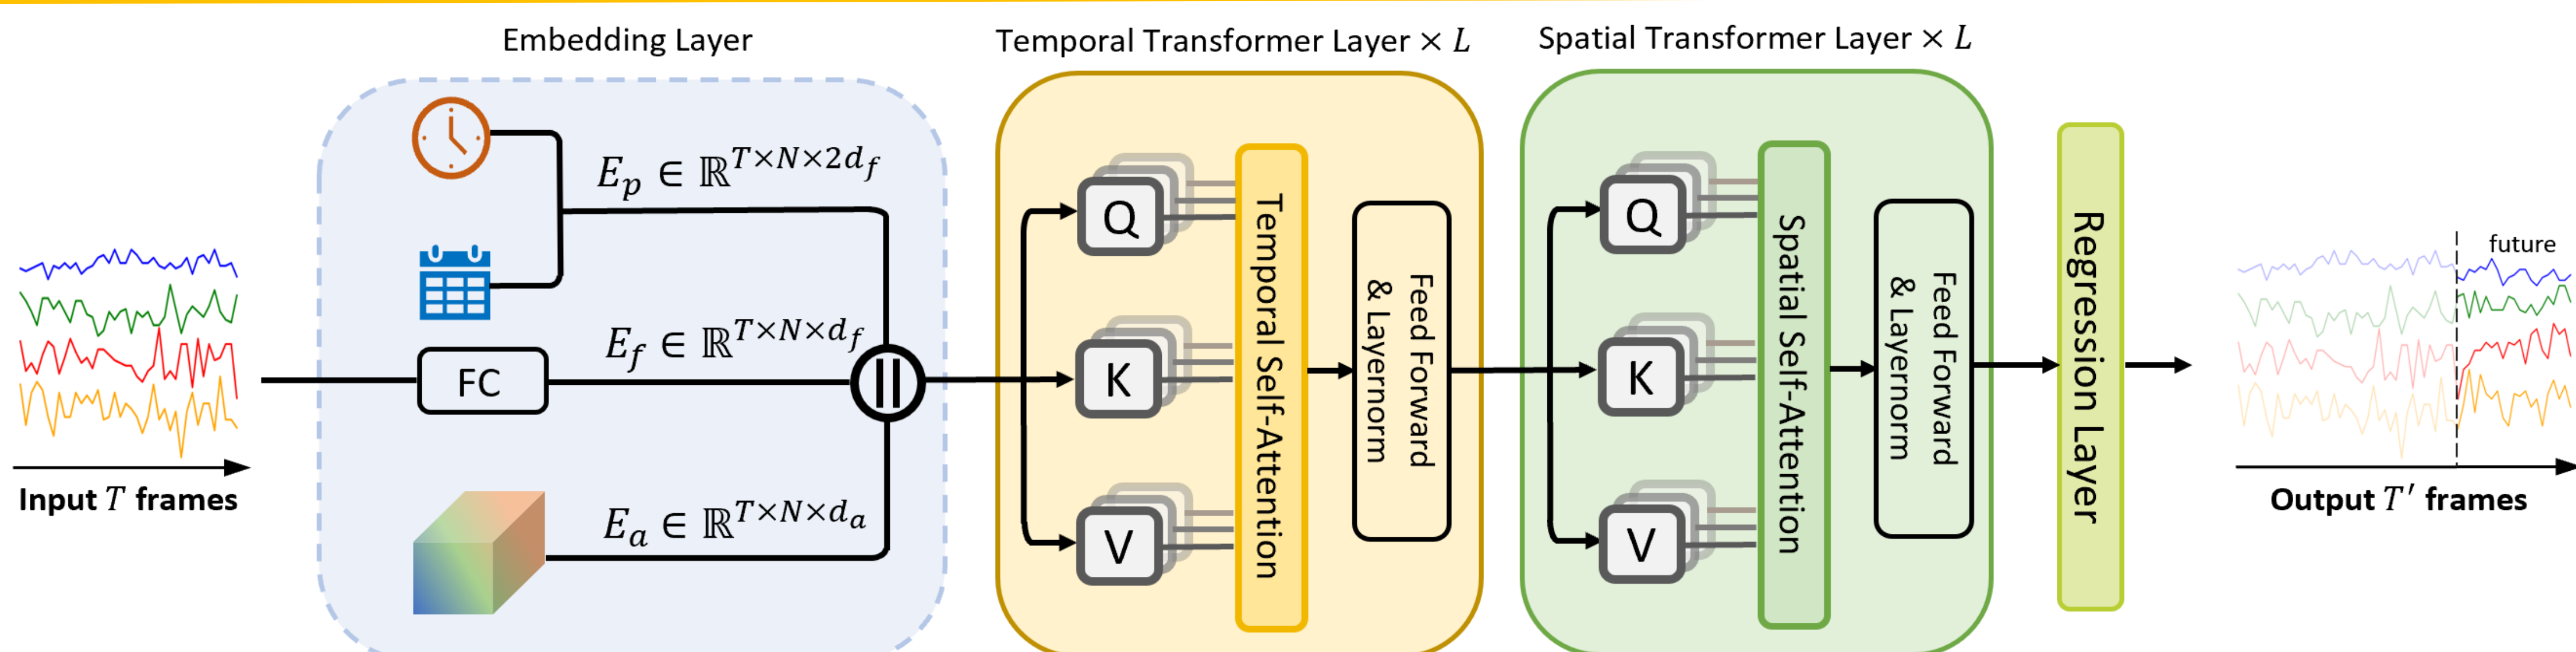 Embedding Layer
Temporal Transformer Layer × L
Spatial Transformer Layer × L
E_p ∈ ℝ^{T×N×2d_f}
E_f ∈ ℝ^{T×N×d_f}
FC
||
E_a ∈ ℝ^{T×N×d_a}
Input T frames
Q
K
V
Temporal Self-Attention
Feed Forward
& Layernorm
Q
K
V
Spatial Self-Attention
Feed Forward
& Layernorm
Regression Layer
future
Output T′ frames